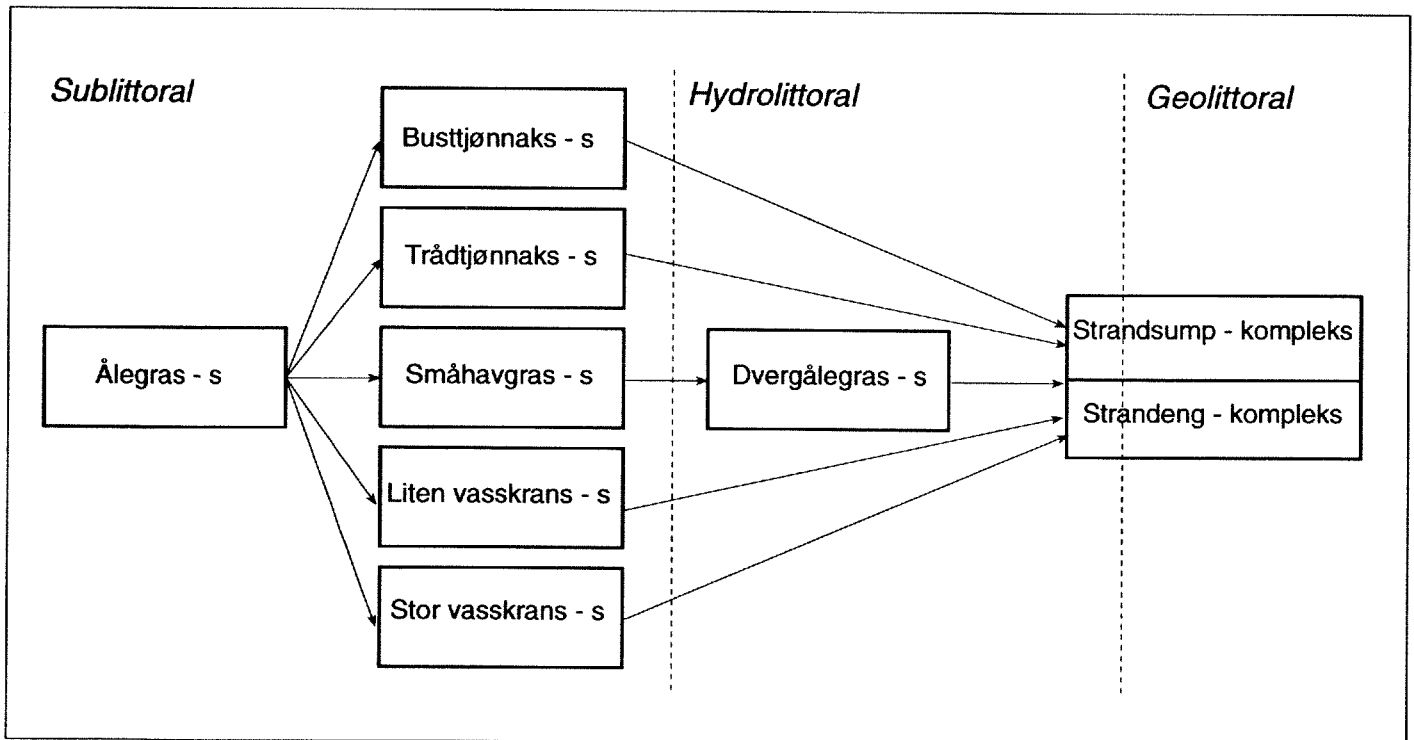 Sublittoral
Hydrolittoral
Geolittoral
Busttjønnaks - s
Trådtjønnaks - s
Ålegras - s
Småhavgras - s
Dvergålegras - s
Strandsump - kompleks
Strandeng - kompleks
Liten vasskrans - s
Stor vasskrans - s